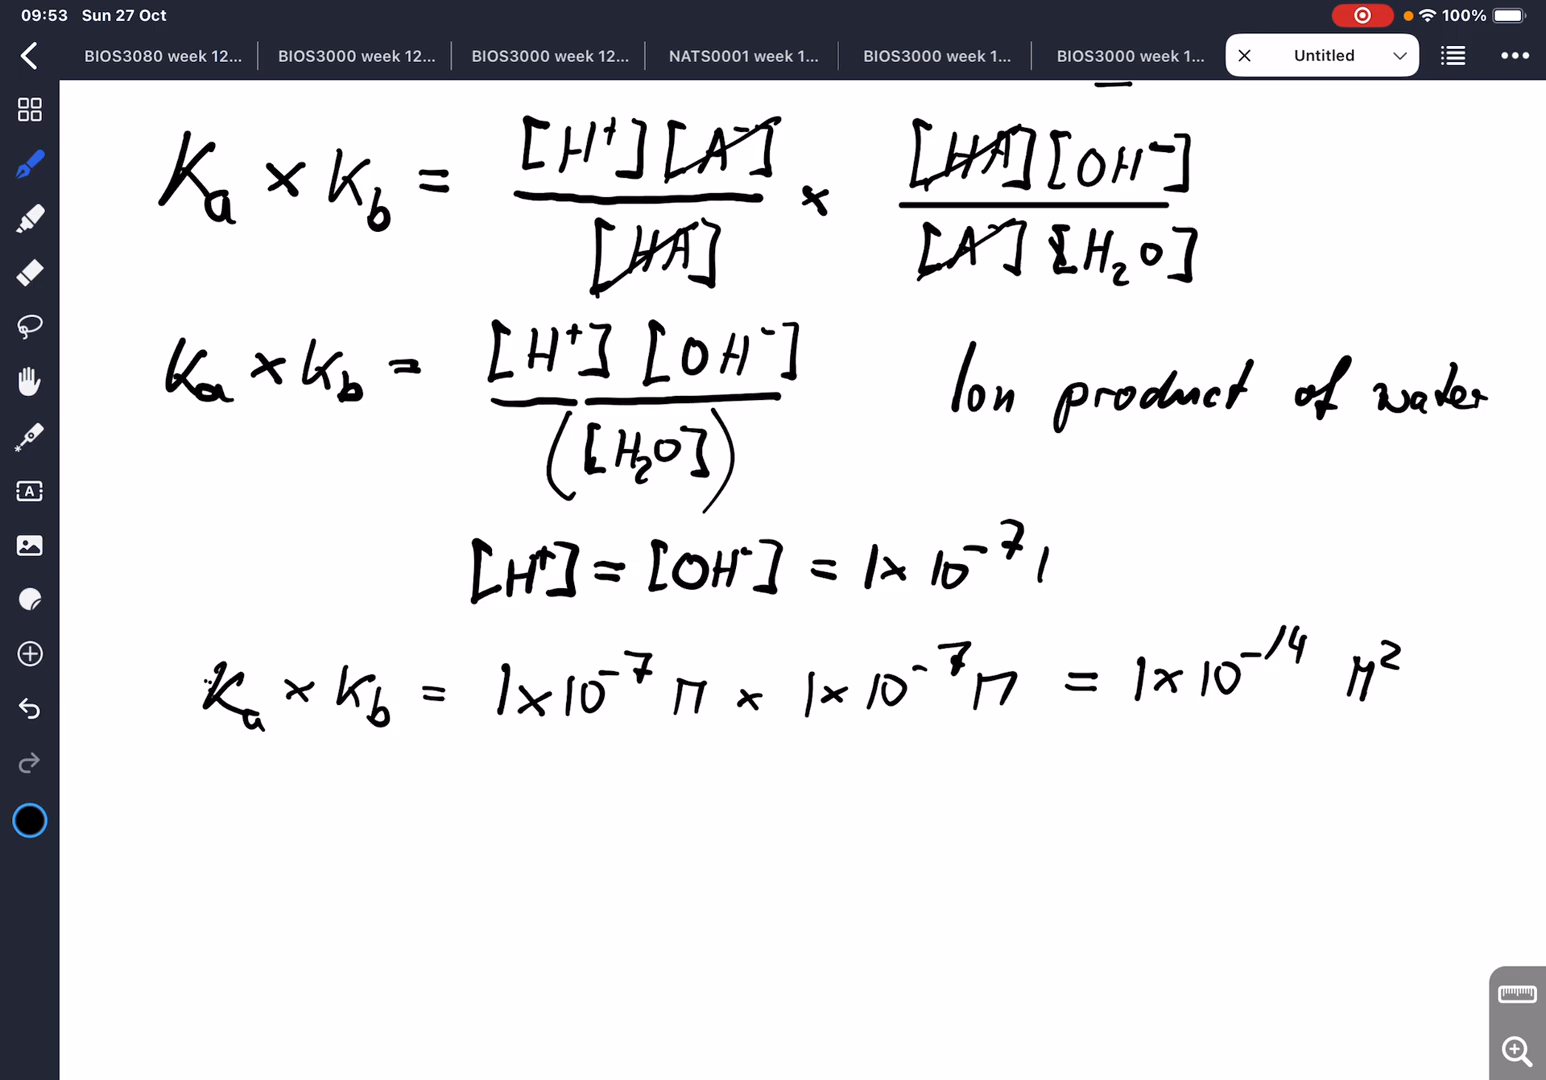 09:53 Sun 27 Oct 100%
BIOS3080 week 12... BIOS3000 week 12... BIOS3000 week 12... NATS0001 week 1... BIOS3000 week 1... BIOS3000 week 1... Untitled
Ka × Kb = [H⁺][A⁻] / [HA] × [HA][OH⁻] / [A⁻][H₂O]
Ka × Kb = [H⁺][OH⁻] / ([H₂O]) Ion product of water
[H⁺] = [OH⁻] = 1 × 10⁻⁷
Ka × Kb = 1 × 10⁻⁷ M × 1 × 10⁻⁷ M = 1 × 10⁻¹⁴ M²